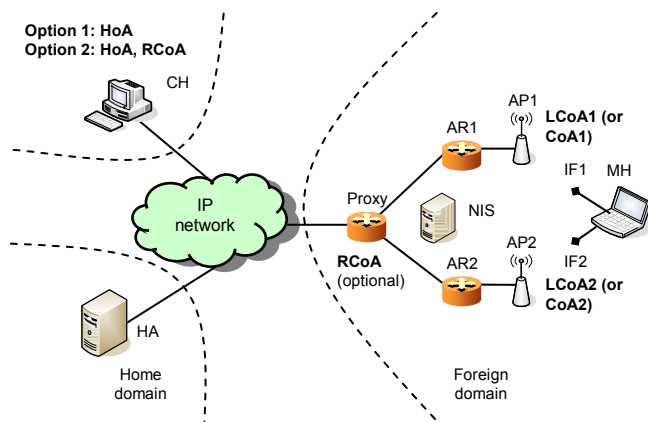 Option 1: HoA
Option 2: HoA, RCoA
CH
AP1
LCoA1 (or
CoA1)
AR1
IF1
MH
IP
network
Proxy
NIS
RCoA
(optional)
AP2
IF2
AR2
LCoA2 (or
CoA2)
HA
Home
domain
Foreign
domain